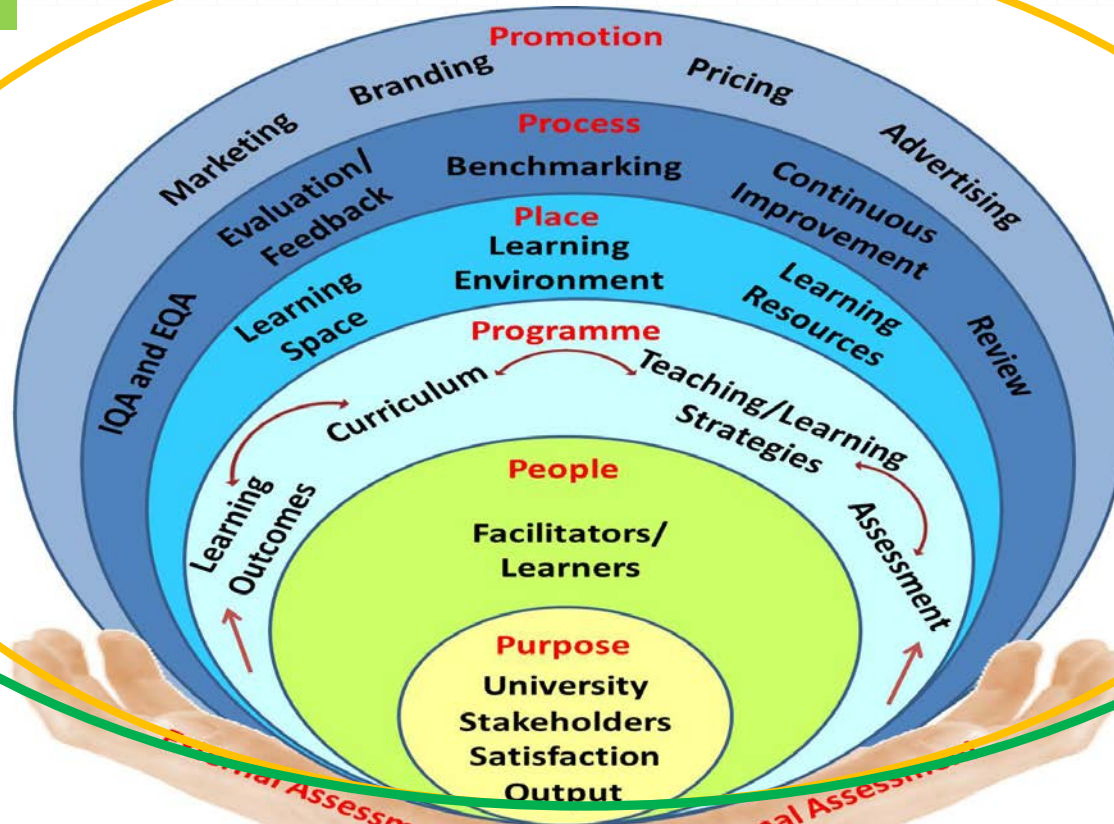 Promotion
Marketing
Branding
Pricing
Advertising
Process
IQA and EQA
Evaluation/
Feedback
Benchmarking
Continuous
Improvement
Review
Place
Learning
Space
Learning
Environment
Learning
Resources
Programme
Learning
Outcomes
Curriculum
Teaching/Learning
Strategies
Assessment
People
Facilitators/
Learners
Purpose
University
Stakeholders
Satisfaction
Output